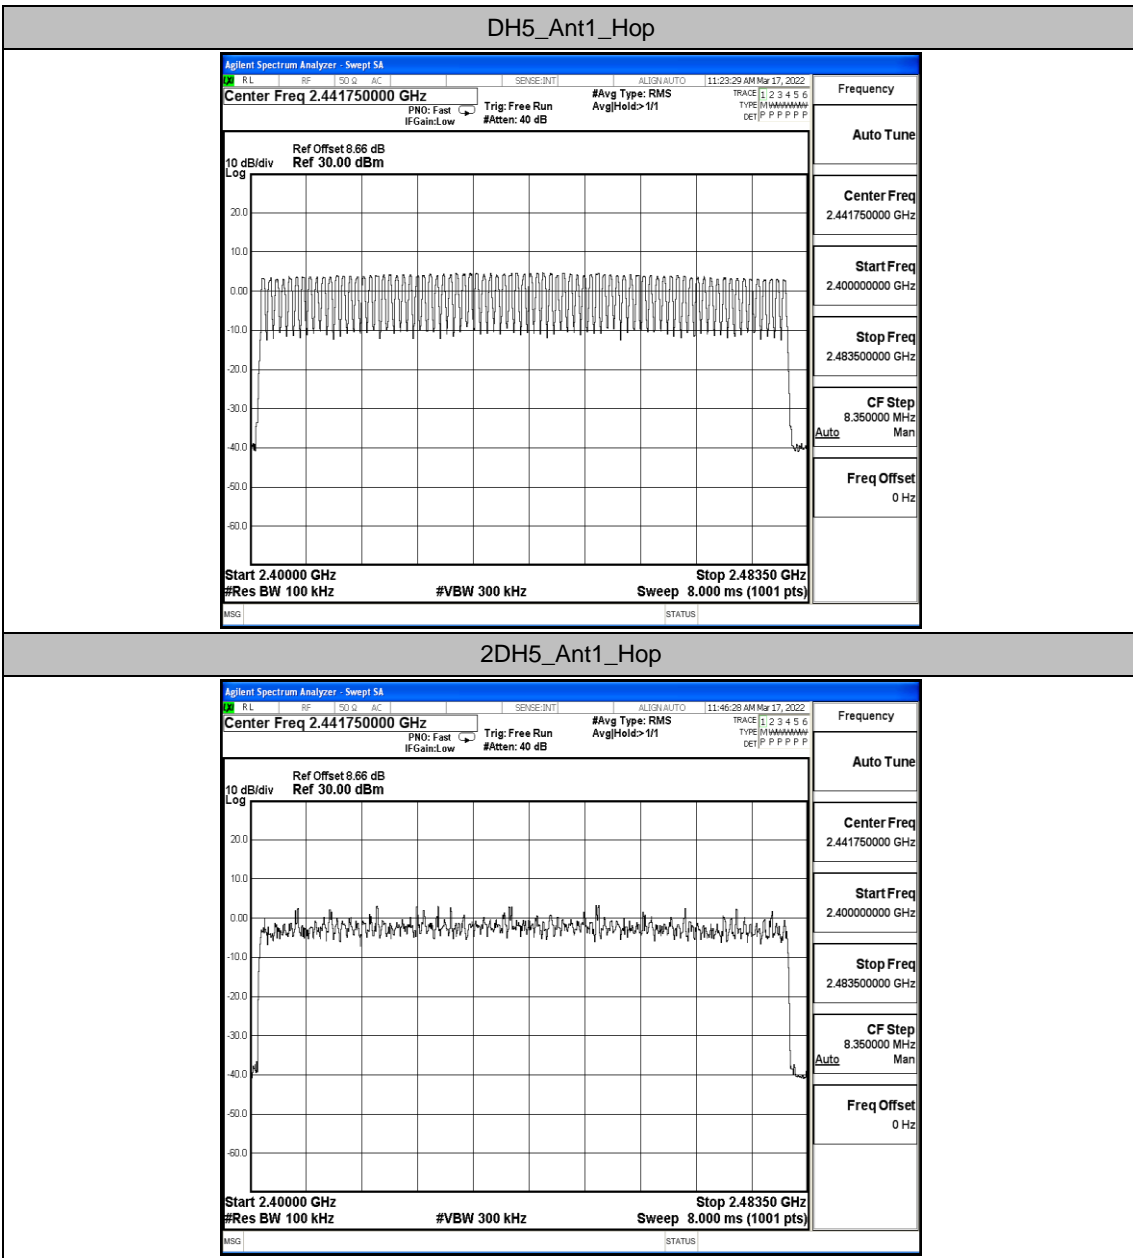 DH5_Ant1_Hop
Agilent Spectrum Analyzer - Swept SA
RL RF 50 Ω AC SENSE:INT ALIGN AUTO 11:23:29 AM Mar 17, 2022
Center Freq 2.441750000 GHz
PNO: Fast
IFGain:Low
Trig: Free Run
#Atten: 40 dB
#Avg Type: RMS
Avg|Hold:> 1/1
TRACE 1 2 3 4 5 6
TYPE M
DET P P P P P P
Frequency
Auto Tune
Ref Offset 8.66 dB
10 dB/div Ref 30.00 dBm
Log
20.0
10.0
0.00
-10.0
-20.0
-30.0
-40.0
-50.0
-60.0
Center Freq
2.441750000 GHz
Start Freq
2.400000000 GHz
Stop Freq
2.483500000 GHz
CF Step
8.350000 MHz
Auto Man
Freq Offset
0 Hz
Start 2.40000 GHz Stop 2.48350 GHz
#Res BW 100 kHz #VBW 300 kHz Sweep 8.000 ms (1001 pts)
MSG STATUS
2DH5_Ant1_Hop
Agilent Spectrum Analyzer - Swept SA
RL RF 50 Ω AC SENSE:INT ALIGN AUTO 11:46:28 AM Mar 17, 2022
Center Freq 2.441750000 GHz
PNO: Fast
IFGain:Low
Trig: Free Run
#Atten: 40 dB
#Avg Type: RMS
Avg|Hold:> 1/1
TRACE 1 2 3 4 5 6
TYPE M
DET P P P P P P
Frequency
Auto Tune
Ref Offset 8.66 dB
10 dB/div Ref 30.00 dBm
Log
20.0
10.0
0.00
-10.0
-20.0
-30.0
-40.0
-50.0
-60.0
Center Freq
2.441750000 GHz
Start Freq
2.400000000 GHz
Stop Freq
2.483500000 GHz
CF Step
8.350000 MHz
Auto Man
Freq Offset
0 Hz
Start 2.40000 GHz Stop 2.48350 GHz
#Res BW 100 kHz #VBW 300 kHz Sweep 8.000 ms (1001 pts)
MSG STATUS